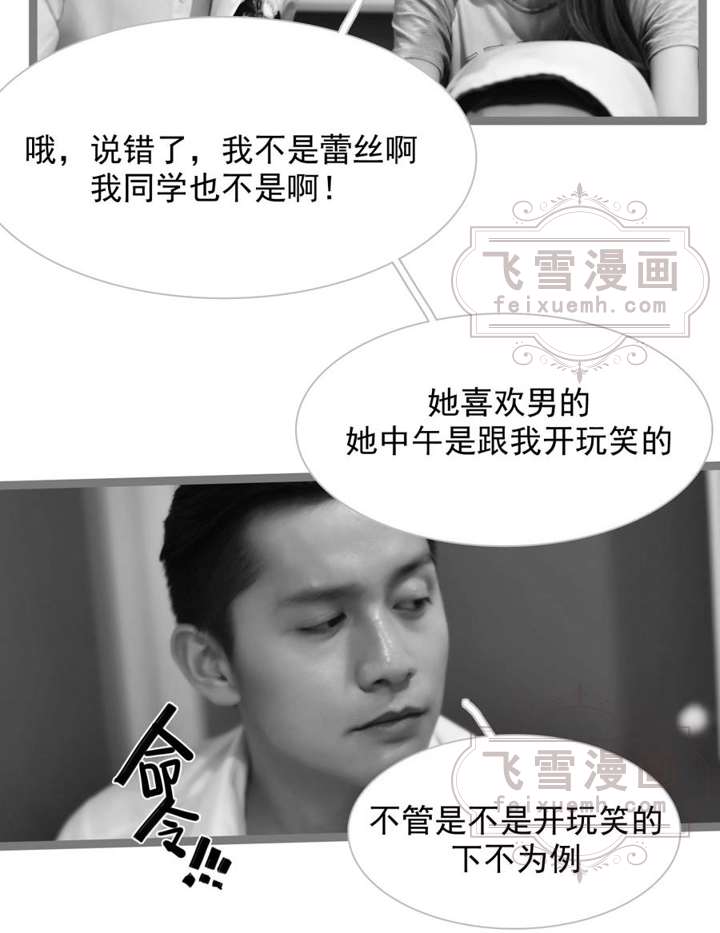 哦，说错了，我不是蕾丝啊
我同学也不是啊！
飞雪漫画
feixuemh.com
她喜欢男的
她中午是跟我开玩笑的
命令!!!
飞雪漫画
feixuemh.com
不管是不是开玩笑的
下不为例